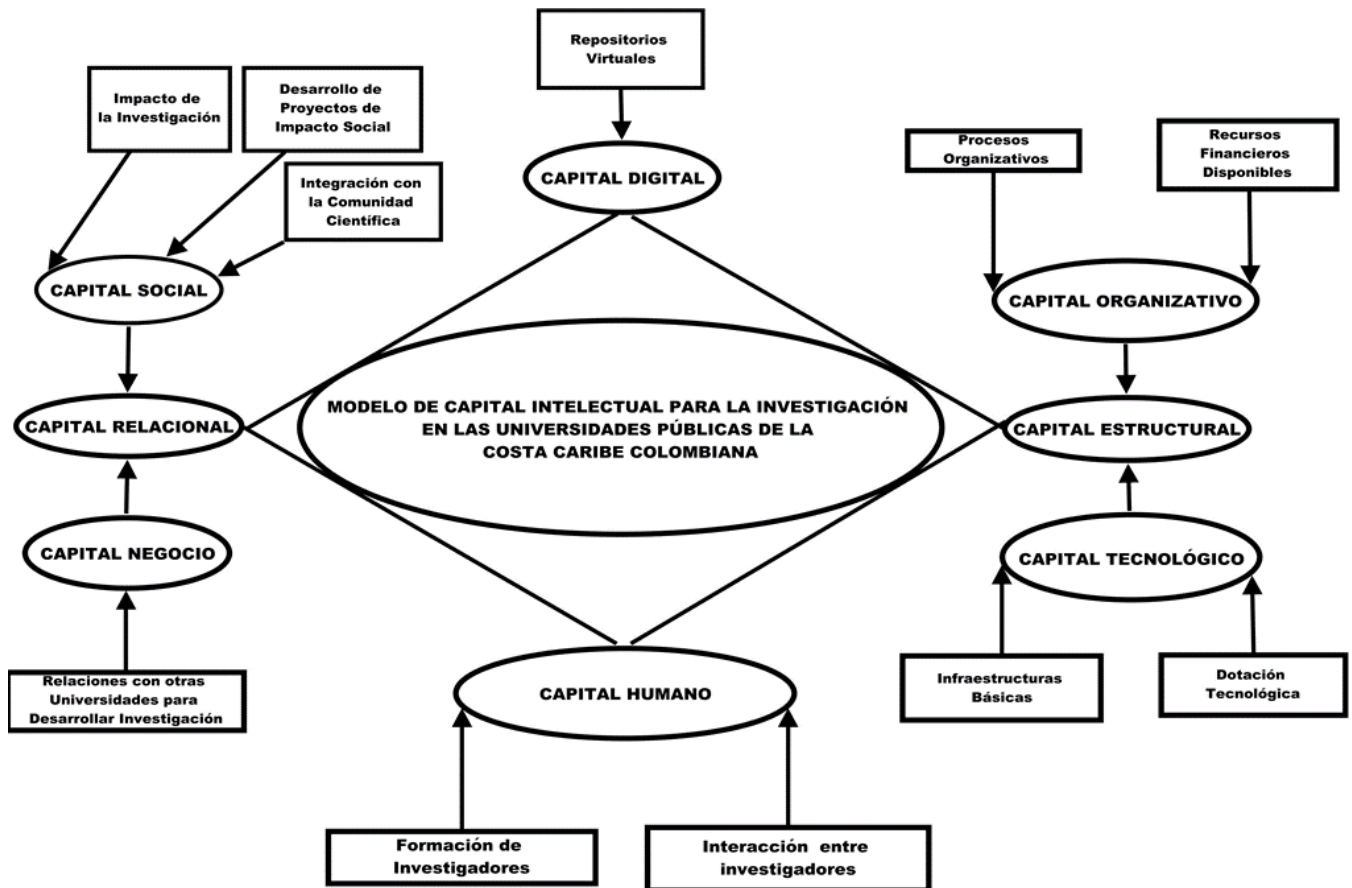 Repositorios
Virtuales
Impacto de
la Investigación
Desarrollo de
Proyectos de
Impacto Social
Integración con
la Comunidad
Científica
Procesos
Organizativos
Recursos
Financieros
Disponibles
CAPITAL DIGITAL
CAPITAL SOCIAL
CAPITAL ORGANIZATIVO
CAPITAL RELACIONAL
MODELO DE CAPITAL INTELECTUAL PARA LA INVESTIGACIÓN
EN LAS UNIVERSIDADES PÚBLICAS DE LA
COSTA CARIBE COLOMBIANA
CAPITAL ESTRUCTURAL
CAPITAL NEGOCIO
CAPITAL TECNOLÓGICO
Relaciones con otras
Universidades para
Desarrollar Investigación
CAPITAL HUMANO
Infraestructuras
Básicas
Dotación
Tecnológica
Formación de
Investigadores
Interacción entre
investigadores